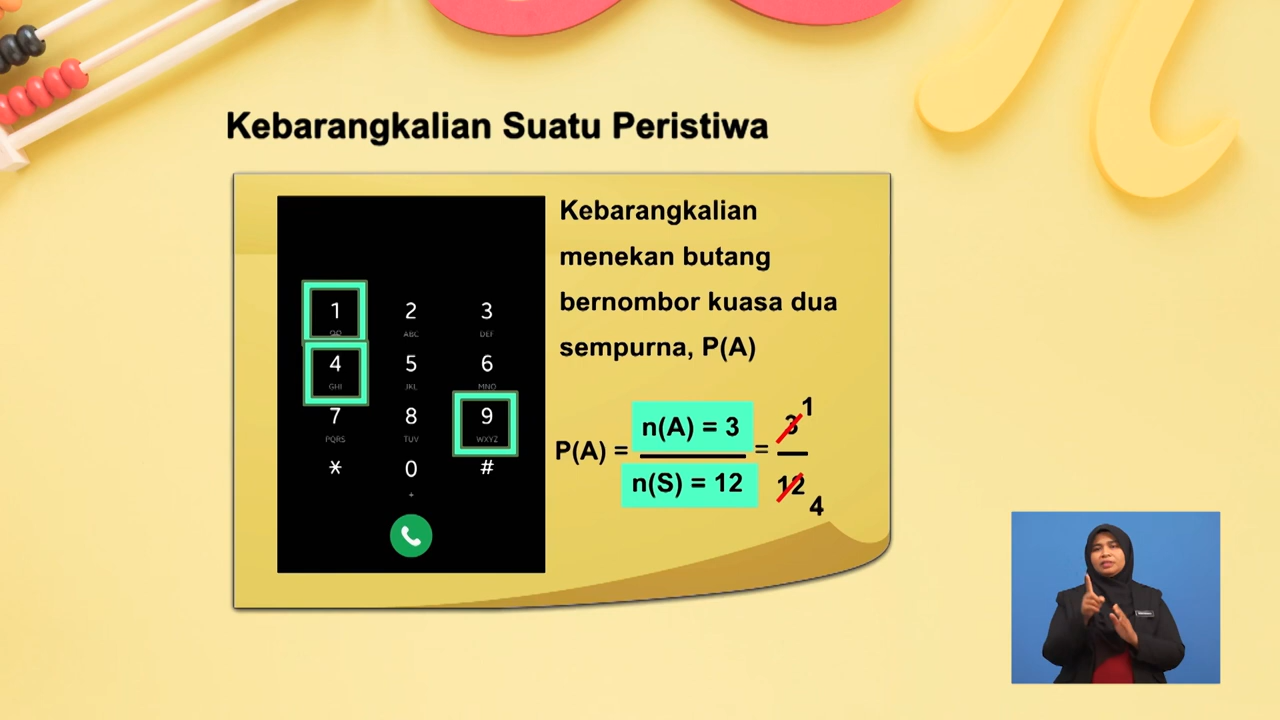 Kebarangkalian Suatu Peristiwa
Kebarangkalian
menekan butang
bernombor kuasa dua
sempurna, P(A)
1 2 3
ABC DEF
4 5 6
GHI JKL MNO
7 8 9
PQRS TUV WXYZ
* 0 #
+
P(A) = n(A) = 3 / n(S) = 12 = 3 / 12
1
4